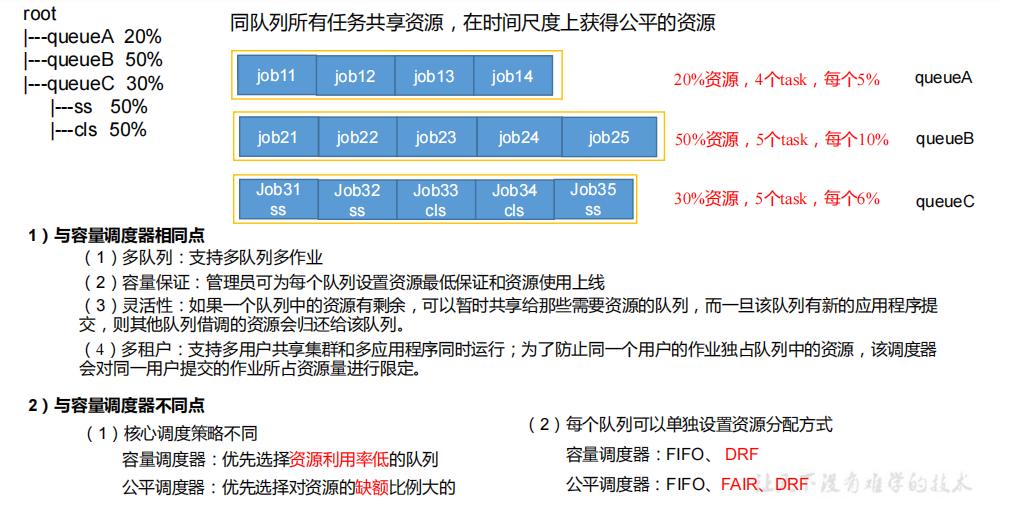 root
|---queueA 20%
|---queueB 50%
|---queueC 30%
|---ss 50%
|---cls 50%
同队列所有任务共享资源，在时间尺度上获得公平的资源
job11 job12 job13 job14
20%资源，4个task，每个5%
queueA
job21 job22 job23 job24 job25
50%资源，5个task，每个10%
queueB
Job31 ss
Job32 ss
Job33 cls
Job34 cls
Job35 ss
30%资源，5个task，每个6%
queueC
1）与容量调度器相同点
（1）多队列：支持多队列多作业
（2）容量保证：管理员可为每个队列设置资源最低保证和资源使用上线
（3）灵活性：如果一个队列中的资源有剩余，可以暂时共享给那些需要资源的队列，而一旦该队列有新的应用程序提
交，则其他队列借调的资源会归还给该队列。
（4）多租户：支持多用户共享集群和多应用程序同时运行；为了防止同一个用户的作业独占队列中的资源，该调度器
会对同一用户提交的作业所占资源量进行限定。
2）与容量调度器不同点
（1）核心调度策略不同
容量调度器：优先选择资源利用率低的队列
公平调度器：优先选择对资源的缺额比例大的
（2）每个队列可以单独设置资源分配方式
容量调度器：FIFO、 DRF
公平调度器：FIFO、FAIR、DRF
让天下没有难学的技术